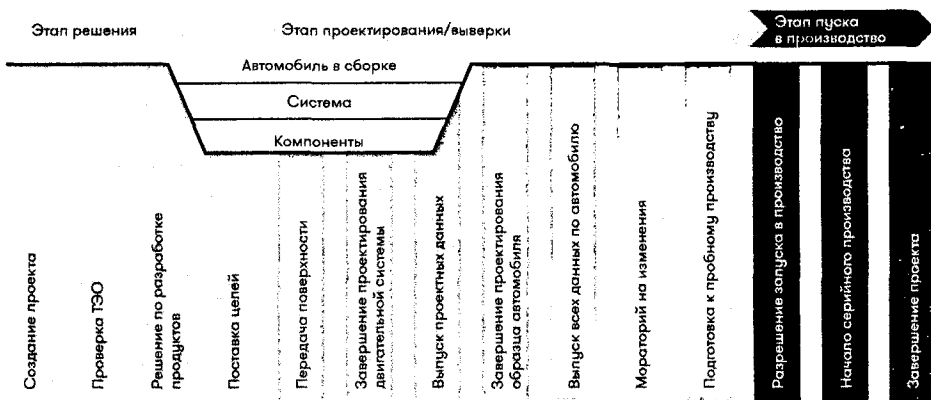 Этап решения
Этап проектирования/выверки
Этап пуска
в производство
Автомобиль в сборке
Система
Компоненты
Создание проекта
Проверка ТЭО
Решение по разработке
продуктов
Поставка целей
Передача поверхности
Завершение проектирования
двигательной системы
Выпуск проектных данных
Завершение проектирования
образца автомобиля
Выпуск всех данных по автомобилю
Мораторий на изменения
Подготовка к пробному производству
Разрешение запуска в производство
Начало серийного производства
Завершение проекта